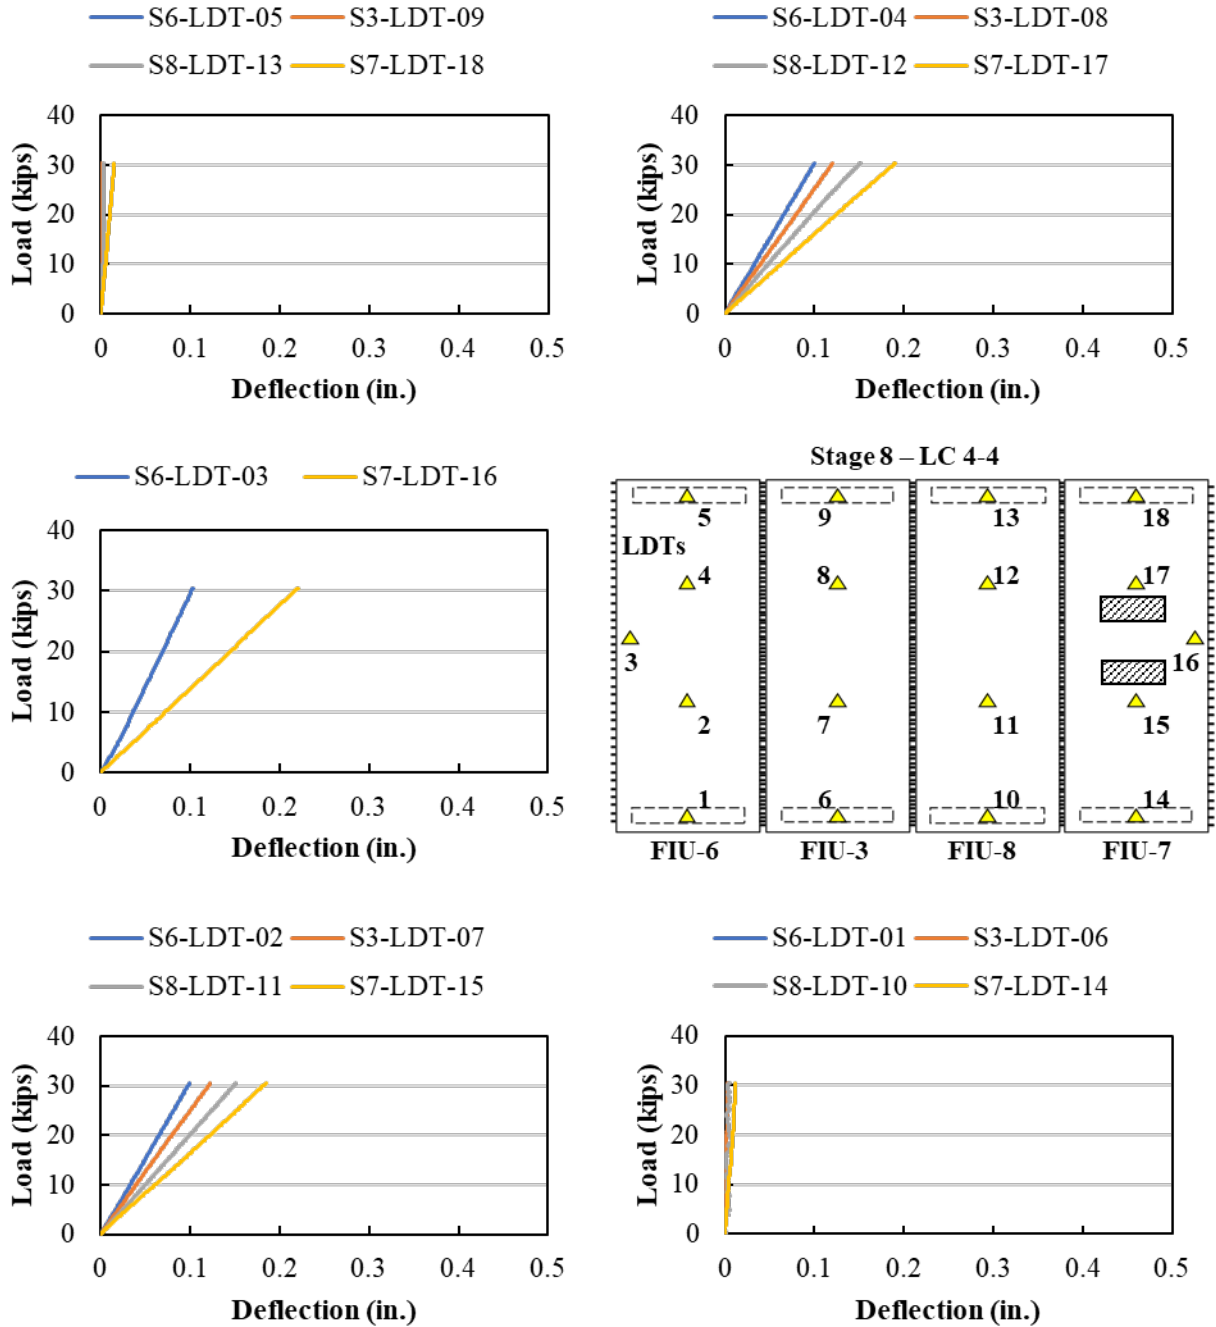 S6-LDT-05 S3-LDT-09
S8-LDT-13 S7-LDT-18
Load (kips)
40
30
20
10
0
0 0.1 0.2 0.3 0.4 0.5
Deflection (in.)
S6-LDT-04 S3-LDT-08
S8-LDT-12 S7-LDT-17
Load (kips)
40
30
20
10
0
0 0.1 0.2 0.3 0.4 0.5
Deflection (in.)
S6-LDT-03 S7-LDT-16
Load (kips)
40
30
20
10
0
0 0.1 0.2 0.3 0.4 0.5
Deflection (in.)
Stage 8 – LC 4-4
5 9 13 18
LDTs
4 8 12 17
3 16
2 7 11 15
1 6 10 14
FIU-6 FIU-3 FIU-8 FIU-7
S6-LDT-02 S3-LDT-07
S8-LDT-11 S7-LDT-15
Load (kips)
40
30
20
10
0
0 0.1 0.2 0.3 0.4 0.5
Deflection (in.)
S6-LDT-01 S3-LDT-06
S8-LDT-10 S7-LDT-14
Load (kips)
40
30
20
10
0
0 0.1 0.2 0.3 0.4 0.5
Deflection (in.)